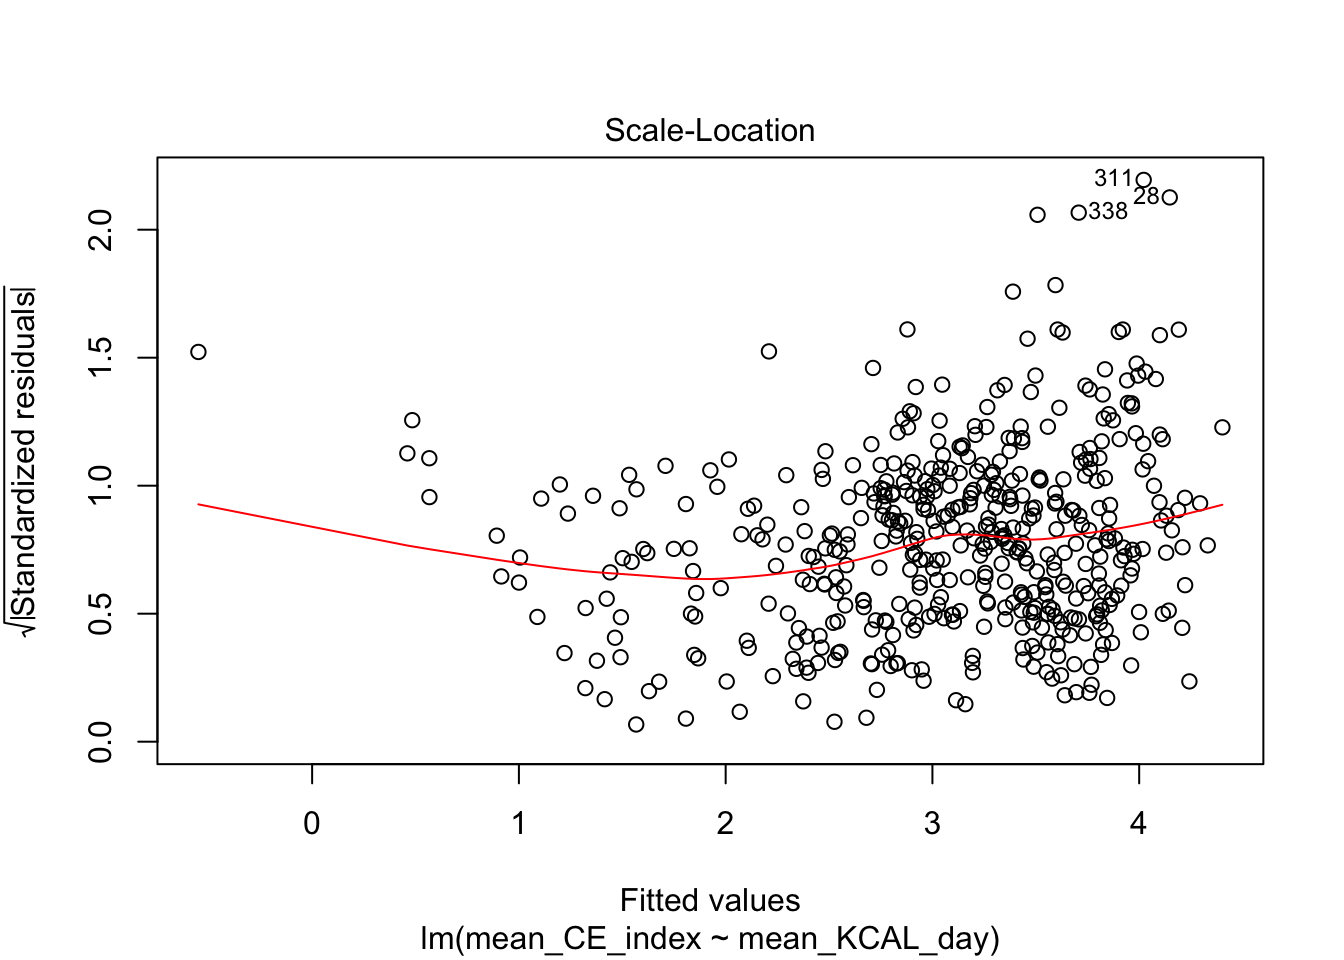 Scale-Location
√|Standardized residuals|
2.0
1.5
1.0
0.5
0.0
311
28
338
0 1 2 3 4
Fitted values
lm(mean_CE_index ~ mean_KCAL_day)